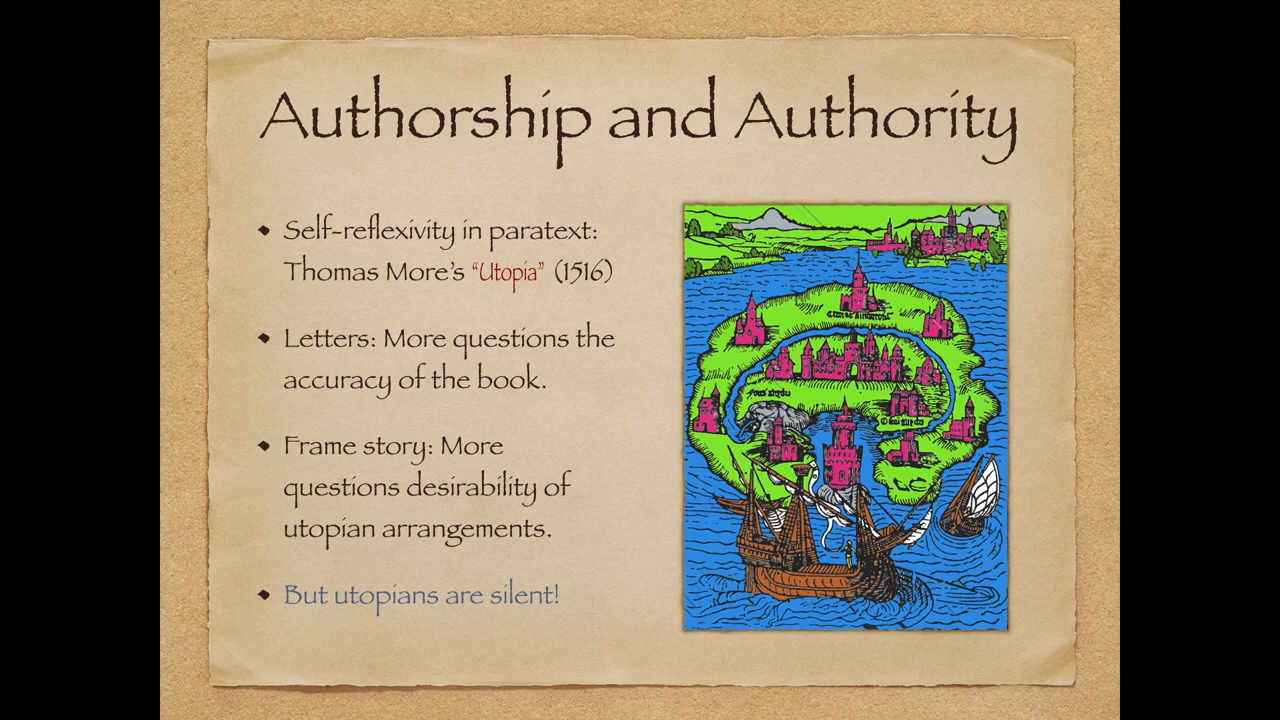 Authorship and Authority
• Self-reflexivity in paratext:
Thomas More's "Utopia" (1516)
• Letters: More questions the
accuracy of the book.
• Frame story: More
questions desirability of
utopian arrangements.
• But utopians are silent!